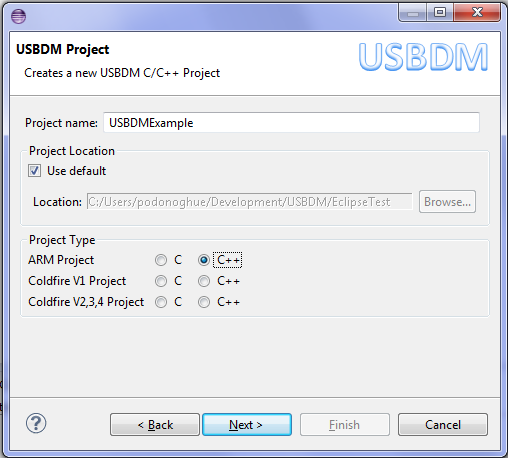 USBDM Project
Creates a new USBDM C/C++ Project
USBDM
Project name: USBDMExample
Project Location
Use default
Location: C:/Users/podonoghue/Development/USBDM/EclipseTest Browse...
Project Type
ARM Project C C++
Coldfire V1 Project C C++
Coldfire V2,3,4 Project C C++
? < Back Next > Finish Cancel